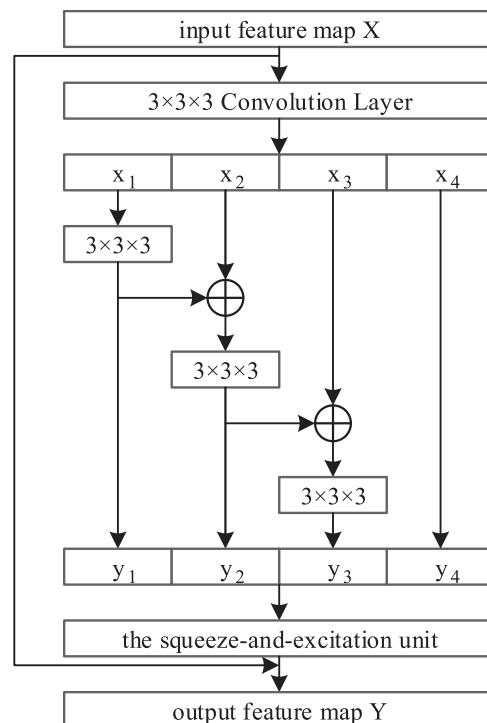 input feature map X
3×3×3 Convolution Layer
x1 x2 x3 x4
3×3×3
3×3×3
3×3×3
y1 y2 y3 y4
the squeeze-and-excitation unit
output feature map Y